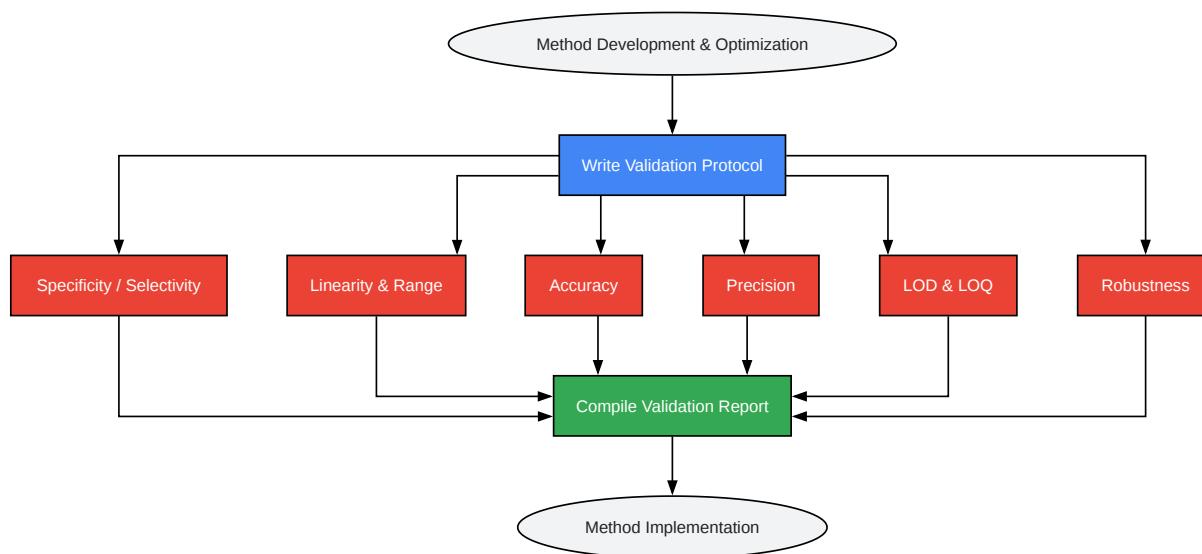 Method Development & Optimization
Write Validation Protocol
Specificity / Selectivity
Linearity & Range
Accuracy
Precision
LOD & LOQ
Robustness
Compile Validation Report
Method Implementation